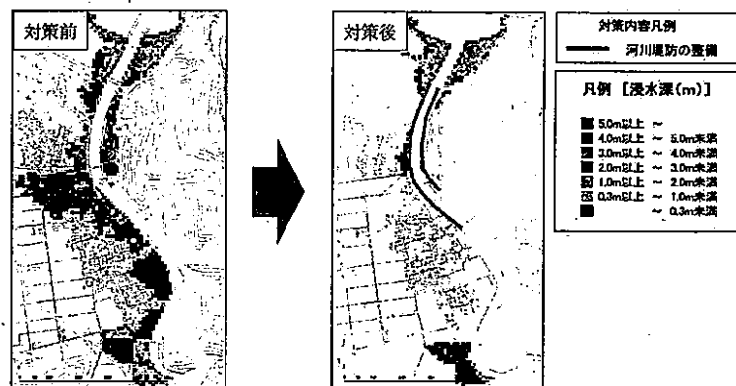 対策前
対策後
対策内容凡例
河川堤防の整備
凡例 [浸水深(m)]
5.0m以上 ~
4.0m以上 ~ 5.0m未満
3.0m以上 ~ 4.0m未満
2.0m以上 ~ 3.0m未満
1.0m以上 ~ 2.0m未満
0.3m以上 ~ 1.0m未満
~ 0.3m未満